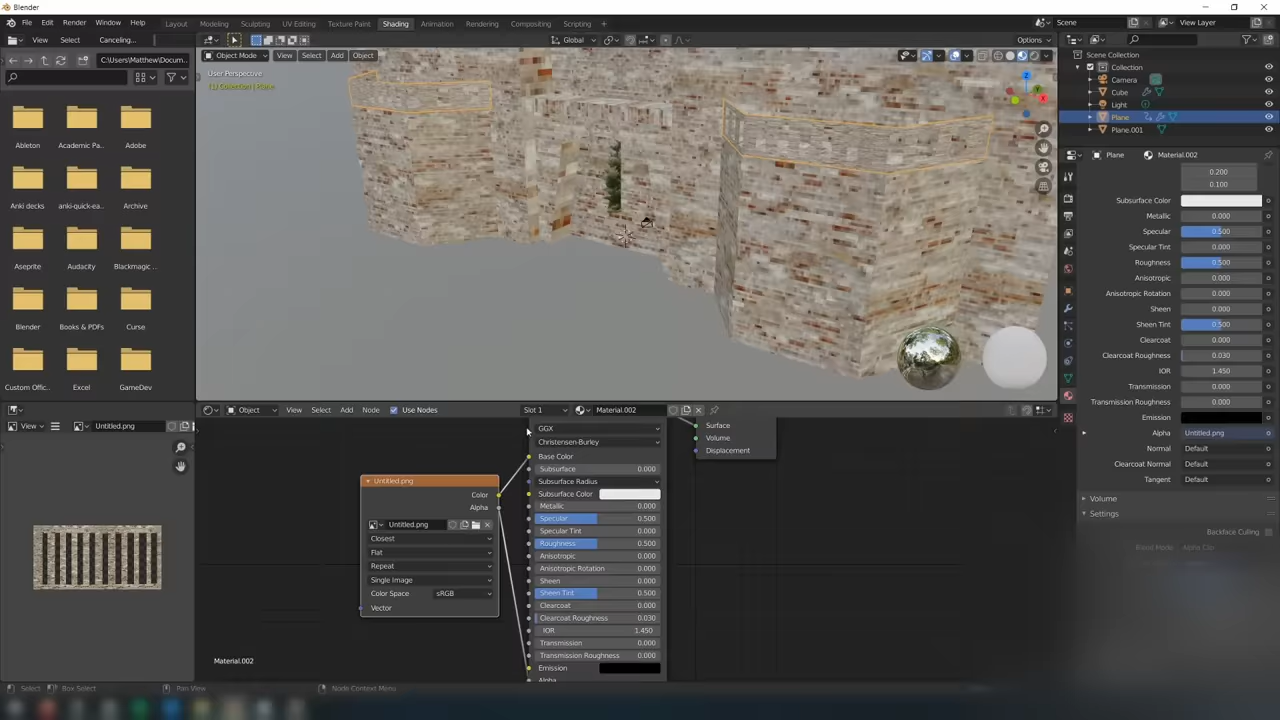 Blender
File Edit Render Window Help
Layout Modeling Sculpting UV Editing Texture Paint Shading Animation Rendering Compositing Scripting +
Scene
View Layer
View Select Canceling...
Object Mode View Select Add Object
Global
Options
C:\Users\Matthew\Docum...
User Perspective
(1) Collection | Plane
Ableton Academic Pa... Adobe
Anki decks anki-quick-ea... Archive
Aseprite Audacity Blackmagic ...
Blender Books & PDFs Curse
Custom Offic... Excel GameDev
Scene Collection
Collection
Camera
Cube
Light
Plane
Plane.001
Plane Material.002
0.200
0.100
Subsurface Color
Metallic 0.000
Specular 0.500
Specular Tint 0.000
Roughness 0.500
Anisotropic 0.000
Anisotropic Rotation 0.000
Sheen 0.000
Sheen Tint 0.500
Clearcoat 0.000
Clearcoat Roughness 0.030
IOR 1.450
Transmission 0.000
Transmission Roughness 0.000
Emission
Alpha Untitled.png
Normal Default
Clearcoat Normal Default
Tangent Default
Volume
Settings
Backface Culling
Blend Mode Alpha Clip
View Untitled.png
Object View Select Add Node Use Nodes Slot 1 Material.002
Untitled.png
Color
Alpha
Untitled.png
Closest
Flat
Repeat
Single Image
Color Space sRGB
Vector
GGX
Christensen-Burley
Base Color
Subsurface 0.000
Subsurface Radius
Subsurface Color
Metallic 0.000
Specular 0.500
Specular Tint 0.000
Roughness 0.500
Anisotropic 0.000
Anisotropic Rotation 0.000
Sheen 0.000
Sheen Tint 0.500
Clearcoat 0.000
Clearcoat Roughness 0.030
IOR 1.450
Transmission 0.000
Transmission Roughness 0.000
Emission
Alpha
Surface
Volume
Displacement
Material.002
Select Box Select Pan View Node Context Menu